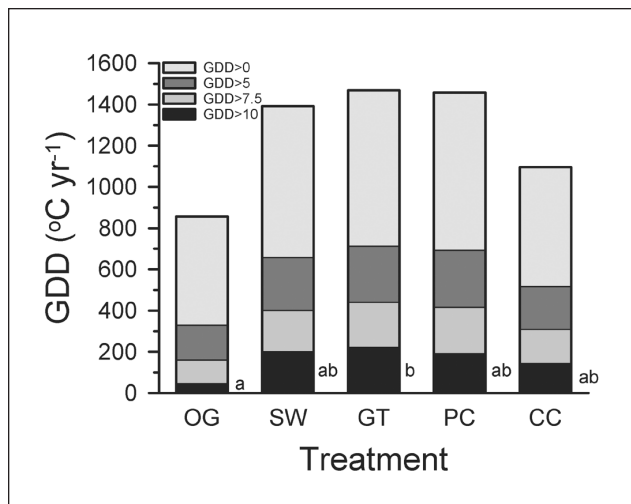 1600
1400
1200
1000
800
600
400
200
0
GDD (°C yr-1)
GDD>0
GDD>5
GDD>7.5
GDD>10
a
ab
b
ab
ab
OG SW GT PC CC
Treatment